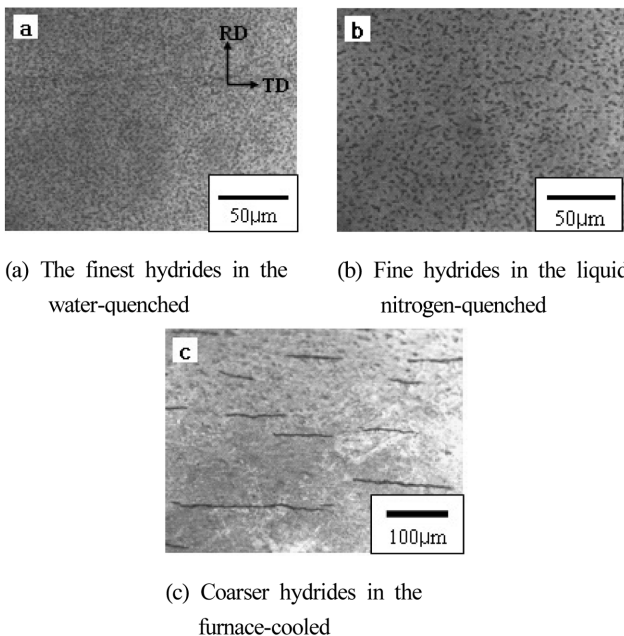 a
RD
TD
50μm
b
50μm
(a) The finest hydrides in the
water-quenched
(b) Fine hydrides in the liquid
nitrogen-quenched
c
100μm
(c) Coarser hydrides in the
furnace-cooled